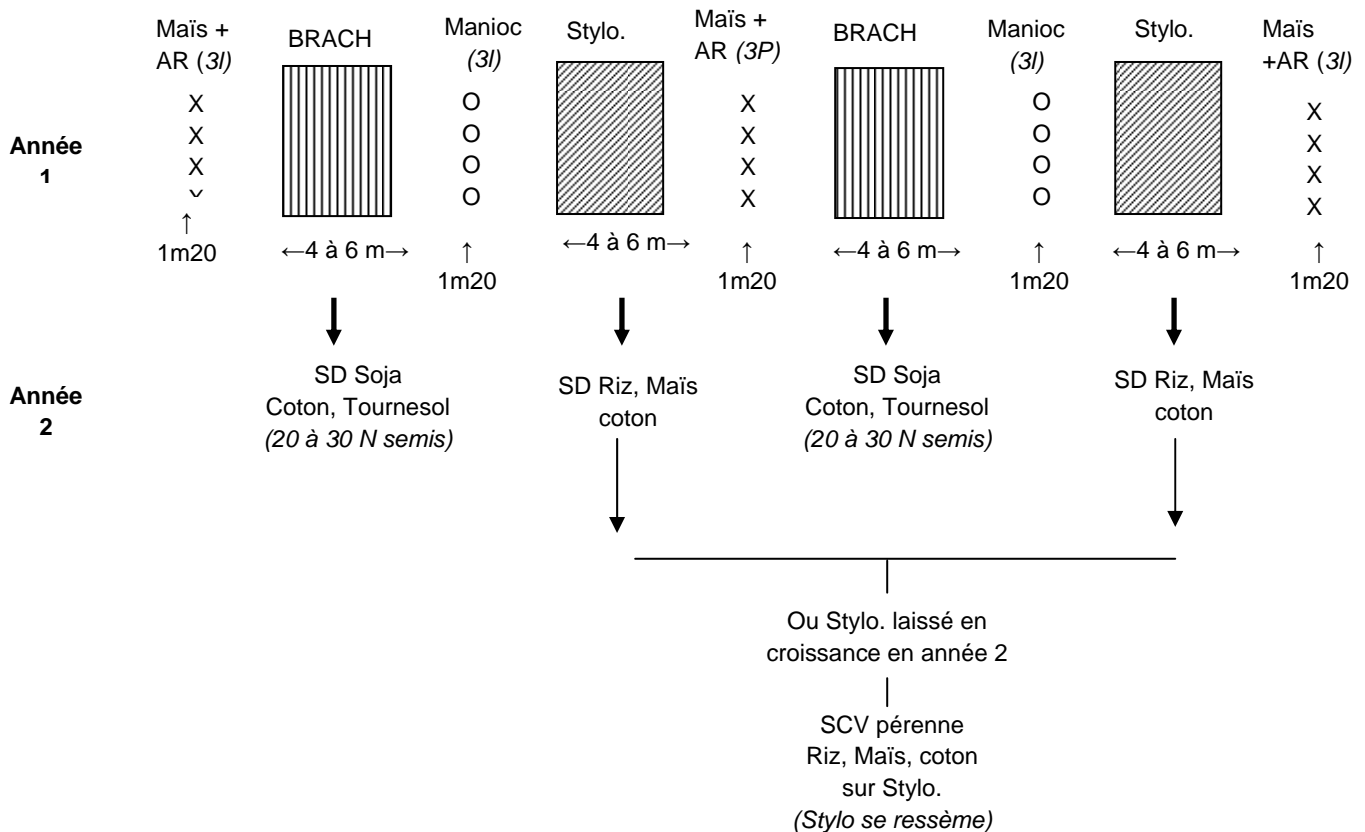 Maïs +
AR (3l)
BRACH
Manioc
(3l)
Stylo.
Maïs +
AR (3P)
BRACH
Manioc
(3l)
Stylo.
Maïs
+AR (3l)
Année
1
X
X
X
X
O
O
O
O
X
X
X
X
O
O
O
O
X
X
X
X
↑
1m20
←4 à 6 m→
↑
1m20
←4 à 6 m→
↑
1m20
←4 à 6 m→
↑
1m20
←4 à 6 m→
↑
1m20
Année
2
SD Soja
Coton, Tournesol
(20 à 30 N semis)
SD Riz, Maïs
coton
SD Soja
Coton, Tournesol
(20 à 30 N semis)
SD Riz, Maïs
coton
Ou Stylo. laissé en
croissance en année 2
SCV pérenne
Riz, Maïs, coton
sur Stylo.
(Stylo se ressème)